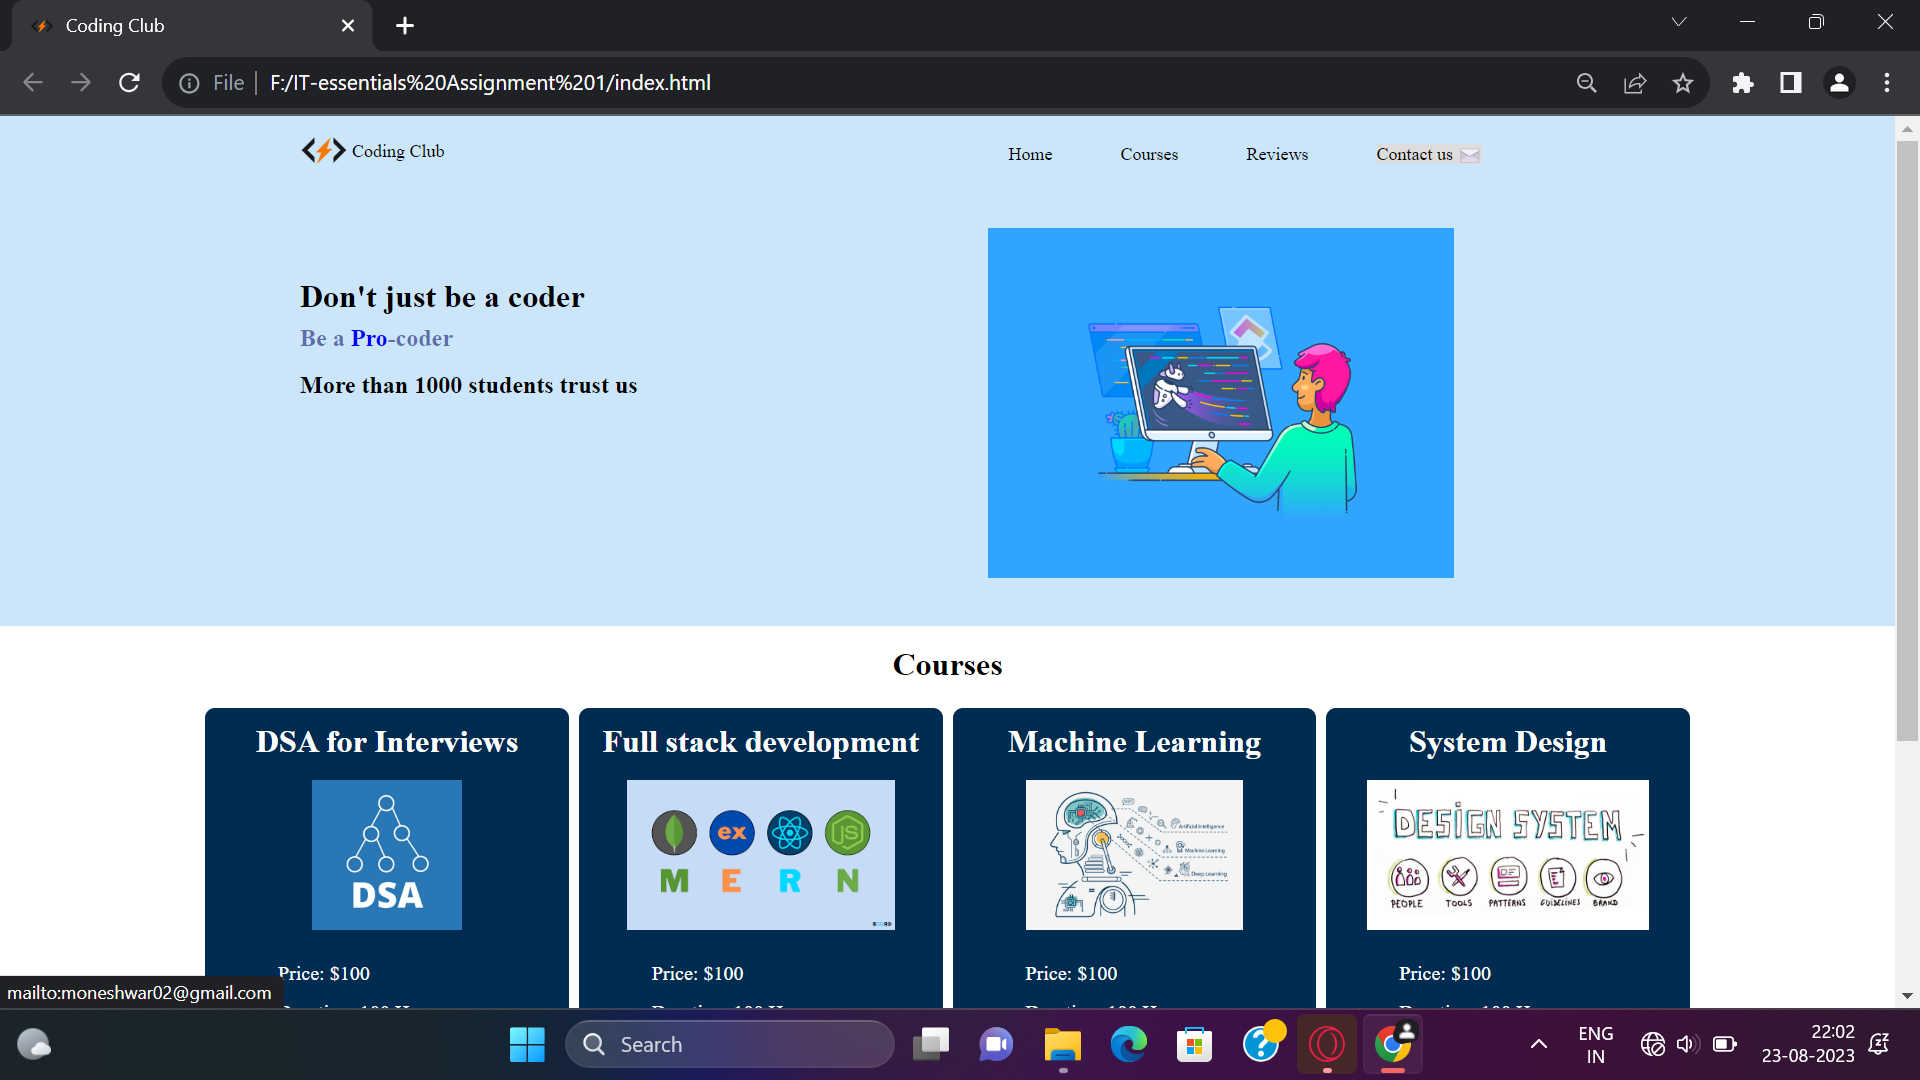 Coding Club
File F:/IT-essentials%20Assignment%201/index.html
Coding Club Home Courses Reviews Contact us
Don't just be a coder
Be a Pro-coder
More than 1000 students trust us
Courses
DSA for Interviews Full stack development Machine Learning System Design
DSA
ex JS
M E R N
Artificial Intelligence
Machine Learning
Deep Learning
DESIGN SYSTEM
PEOPLE TOOLS PATTERNS GUIDELINES BRAND
Price: $100 Price: $100 Price: $100 Price: $100
mailto:moneshwar02@gmail.com
Search
ENG
IN
22:02
23-08-2023